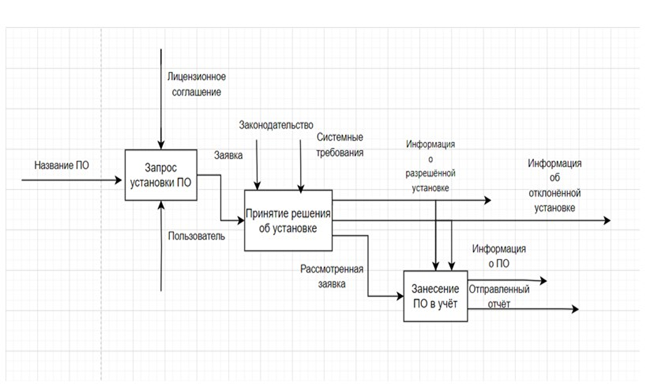 Лицензионное
соглашение
Название ПО
Запрос
установки ПО
Пользователь
Заявка
Законодательство
Системные
требования
Принятие решения
об установке
Информация
о
разрешённой
установке
Информация
об
отклонённой
установке
Рассмотренная
заявка
Занесение
ПО в учёт
Информация
о ПО
Отправленный
отчёт